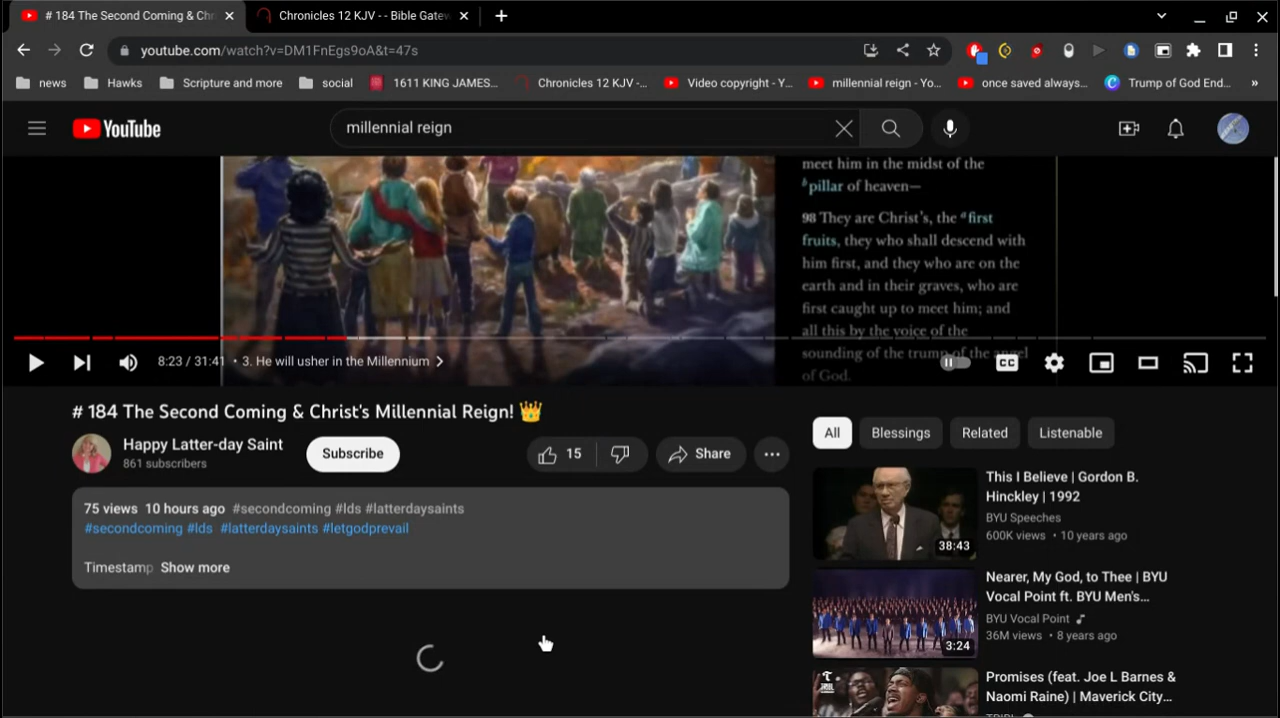 # 184 The Second Coming & Chr
Chronicles 12 KJV - - Bible Gatew
youtube.com/watch?v=DM1FnEgs9oA&t=47s
news
Hawks
Scripture and more
social
1611 KING JAMES...
Chronicles 12 KJV -...
Video copyright - Y...
millennial reign - Yo...
once saved always...
Trump of God End...
»
YouTube
millennial reign
meet him in the midst of the
b pillar of heaven—
98 They are Christ's, the a first
fruits, they who shall descend with
him first, and they who are on the
earth and in their graves, who are
first caught up to meet him; and
all this by the voice of the
sounding of the trump of the angel
of God.
8:23 / 31:41 • 3. He will usher in the Millennium
CC
# 184 The Second Coming & Christ's Millennial Reign! 👑
Happy Latter-day Saint
861 subscribers
Subscribe
15
Share
75 views 10 hours ago #secondcoming #lds #latterdaysaints
#secondcoming #lds #latterdaysaints #letgodprevail
Timestamp Show more
All
Blessings
Related
Listenable
This I Believe | Gordon B.
Hinckley | 1992
BYU Speeches
600K views • 10 years ago
38:43
Nearer, My God, to Thee | BYU
Vocal Point ft. BYU Men's...
BYU Vocal Point
36M views • 8 years ago
3:24
Promises (feat. Joe L Barnes &
Naomi Raine) | Maverick City...